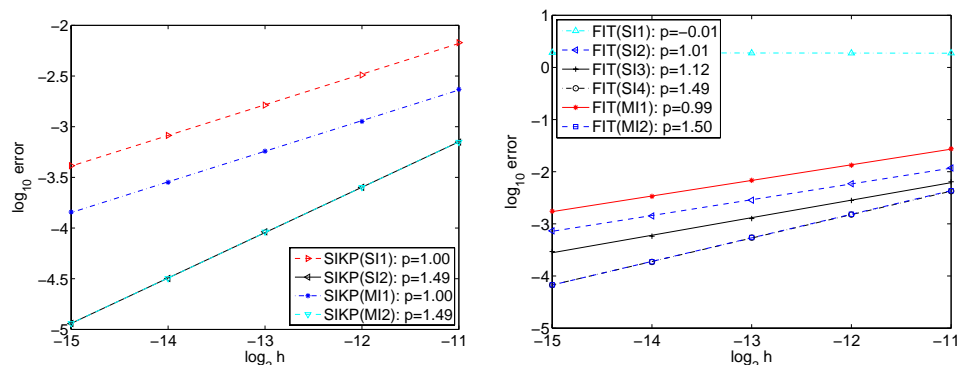 −2
−2.5
−3
−3.5
−4
−4.5
−5
log10 error
−15 −14 −13 −12 −11
SIKP(SI1): p=1.00
SIKP(SI2): p=1.49
SIKP(MI1): p=1.00
SIKP(MI2): p=1.49
1
0
−1
−2
−3
−4
−5
log10 error
−15 −14 −13 −12 −11
FIT(SI1): p=−0.01
FIT(SI2): p=1.01
FIT(SI3): p=1.12
FIT(SI4): p=1.49
FIT(MI1): p=0.99
FIT(MI2): p=1.50